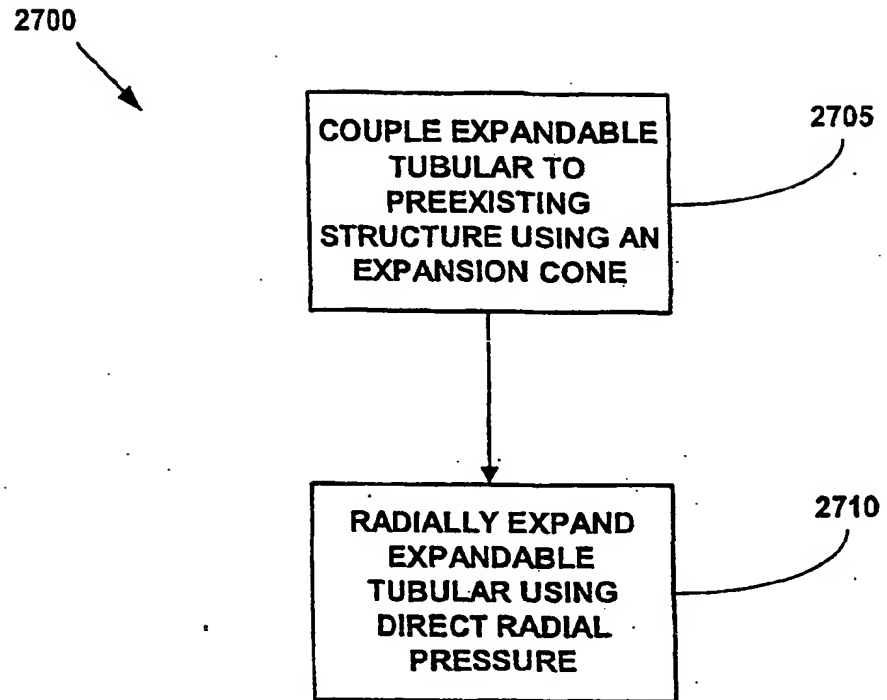 2700
COUPLE EXPANDABLE
TUBULAR TO
PREEXISTING
STRUCTURE USING AN
EXPANSION CONE
2705
RADIALLY EXPAND
EXPANDABLE
TUBULAR USING
DIRECT RADIAL
PRESSURE
2710